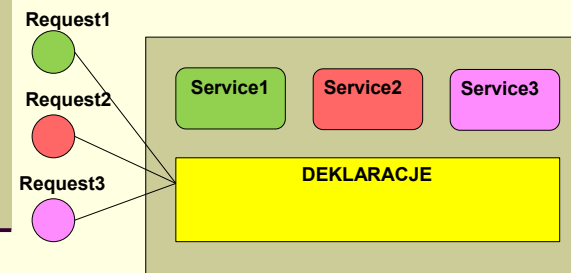 Request1
Service1 Service2 Service3
Request2
DEKLARACJE
Request3